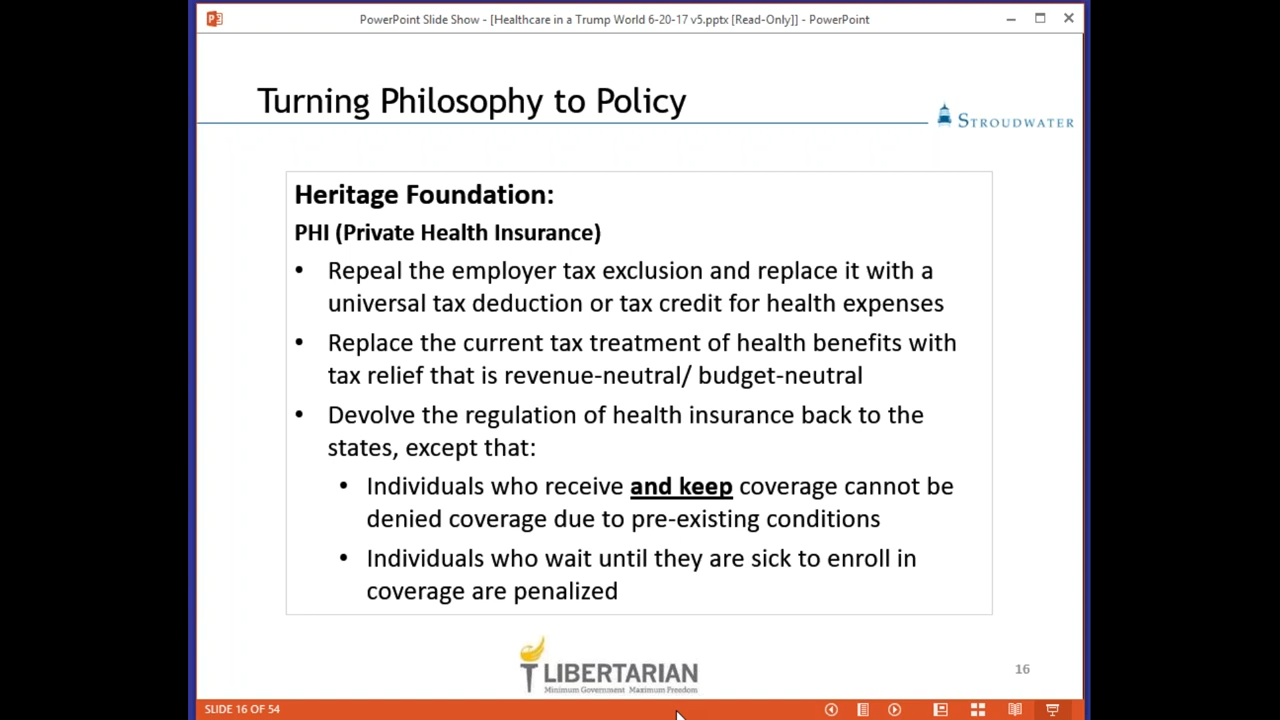 PowerPoint Slide Show - [Healthcare in a Trump World 6-20-17 v5.pptx [Read-Only]] - PowerPoint
Turning Philosophy to Policy
STROUDWATER
Heritage Foundation:
PHI (Private Health Insurance)
• Repeal the employer tax exclusion and replace it with a
universal tax deduction or tax credit for health expenses
• Replace the current tax treatment of health benefits with
tax relief that is revenue-neutral/ budget-neutral
• Devolve the regulation of health insurance back to the
states, except that:
• Individuals who receive and keep coverage cannot be
denied coverage due to pre-existing conditions
• Individuals who wait until they are sick to enroll in
coverage are penalized
LIBERTARIAN
Minimum Government Maximum Freedom
16
SLIDE 16 OF 54